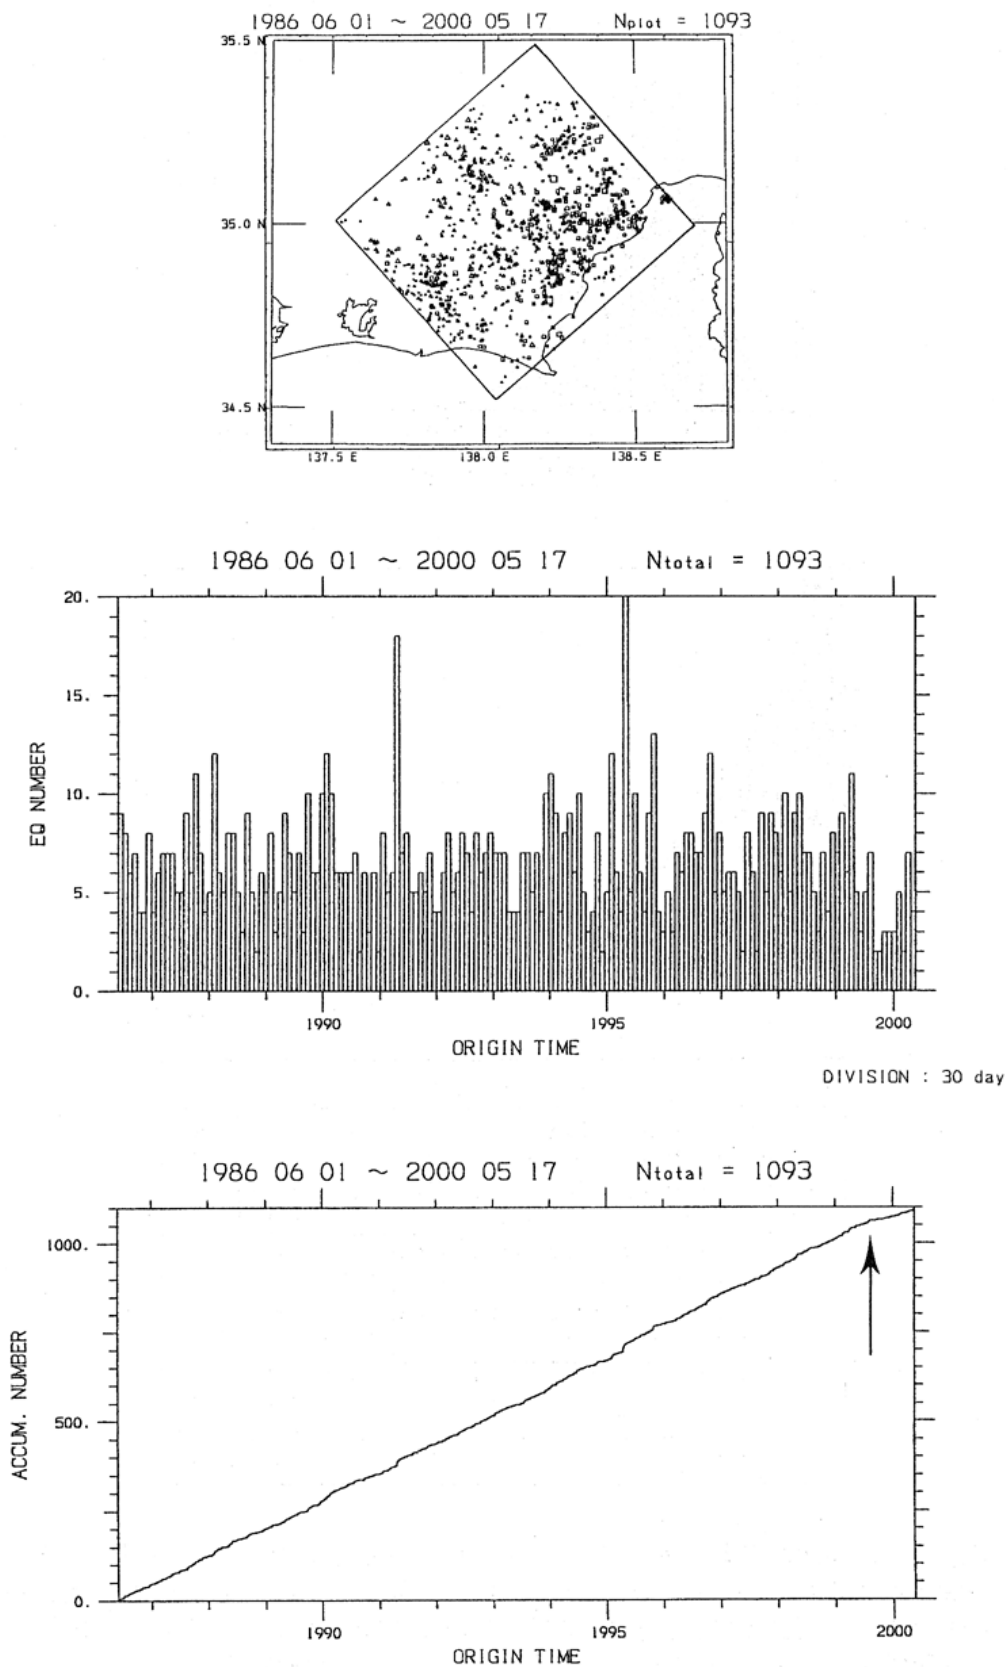 1986 06 01 ~ 2000 05 17 Nplot = 1093
35.5 N
35.0 N
34.5 N
137.5 E 138.0 E 138.5 E
1986 06 01 ~ 2000 05 17 Ntotal = 1093
20.
15.
10.
5.
0.
EQ NUMBER
1990 1995 2000
ORIGIN TIME
DIVISION : 30 day
1986 06 01 ~ 2000 05 17 Ntotal = 1093
1000.
500.
0.
ACCUM. NUMBER
1990 1995 2000
ORIGIN TIME